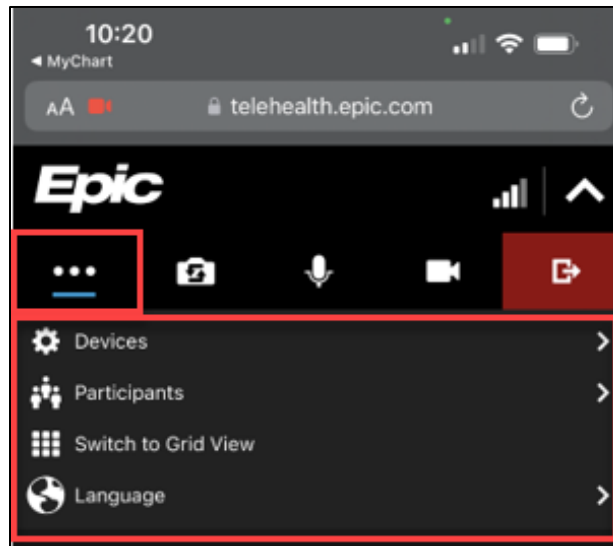 10:20
◀ MyChart
AA telehealth.epic.com
Epic
Devices
Participants
Switch to Grid View
Language